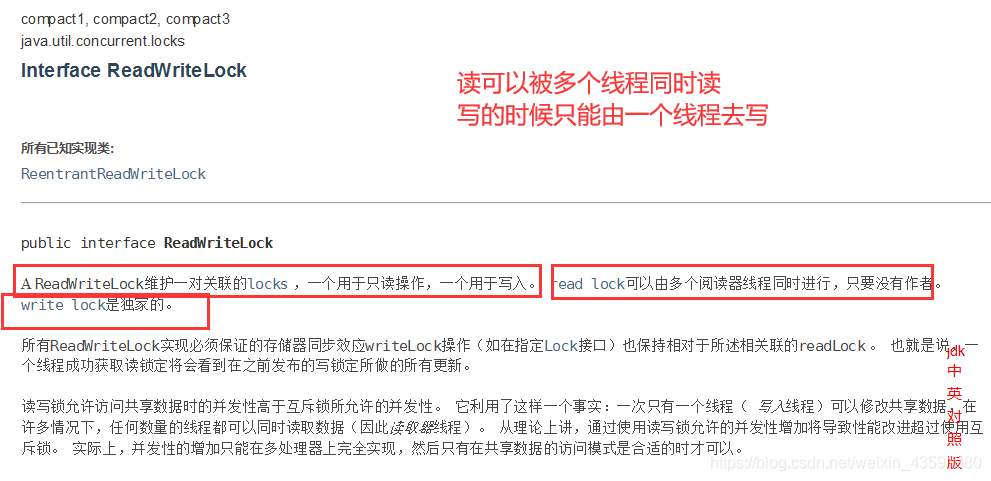 compact1, compact2, compact3
java.util.concurrent.locks
Interface ReadWriteLock
读可以被多个线程同时读
写的时候只能由一个线程去写
所有已知实现类:
ReentrantReadWriteLock
public interface ReadWriteLock
A ReadWriteLock维护一对关联的locks ，一个用于只读操作，一个用于写入。 read lock可以由多个阅读器线程同时进行，只要没有作者。
write lock是独家的。
所有ReadWriteLock实现必须保证的存储器同步效应writeLock操作（如在指定Lock接口）也保持相对于所述相关联的readLock 。 也就是说，一
个线程成功获取读锁定将会看到在之前发布的写锁定所做的所有更新。
读写锁允许访问共享数据时的并发性高于互斥锁所允许的并发性。 它利用了这样一个事实：一次只有一个线程（ 写入线程）可以修改共享数据，在
许多情况下，任何数量的线程都可以同时读取数据（因此读取器线程）。 从理论上讲，通过使用读写锁允许的并发性增加将导致性能改进超过使用互
斥锁。 实际上，并发性的增加只能在多处理器上完全实现，然后只有在共享数据的访问模式是合适的时才可以。
jdk
中
英
对
照
版